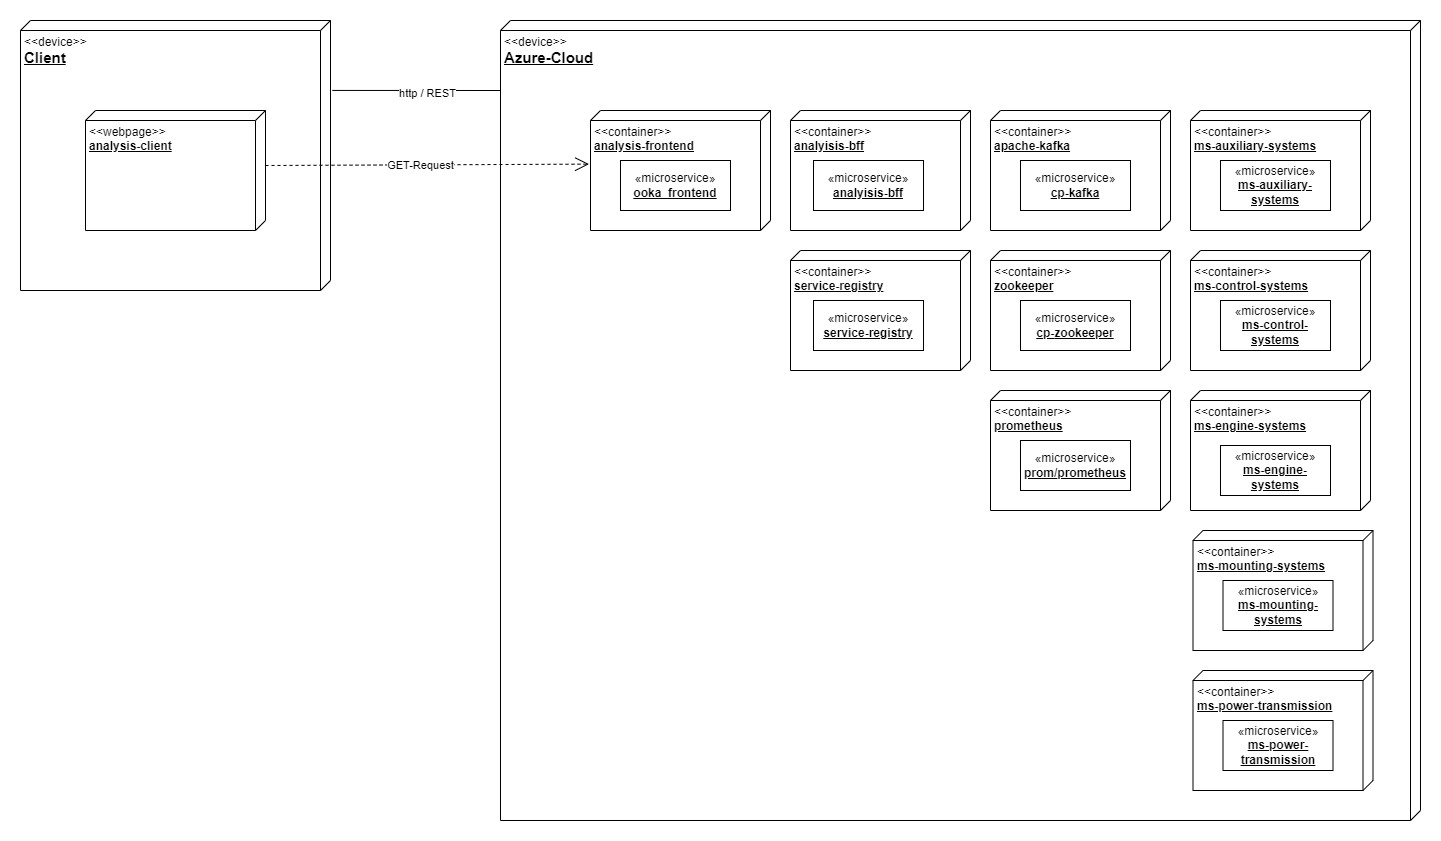 <<device>>
Client
<<webpage>>
analysis-client
http / REST
GET-Request
<<device>>
Azure-Cloud
<<container>>
analysis-frontend
«microservice»
ooka_frontend
<<container>>
analyisis-bff
«microservice»
analyisis-bff
<<container>>
apache-kafka
«microservice»
cp-kafka
<<container>>
ms-auxiliary-systems
«microservice»
ms-auxiliary-
systems
<<container>>
service-registry
«microservice»
service-registry
<<container>>
zookeeper
«microservice»
cp-zookeeper
<<container>>
ms-control-systems
«microservice»
ms-control-
systems
<<container>>
prometheus
«microservice»
prom/prometheus
<<container>>
ms-engine-systems
«microservice»
ms-engine-
systems
<<container>>
ms-mounting-systems
«microservice»
ms-mounting-
systems
<<container>>
ms-power-transmission
«microservice»
ms-power-
transmission